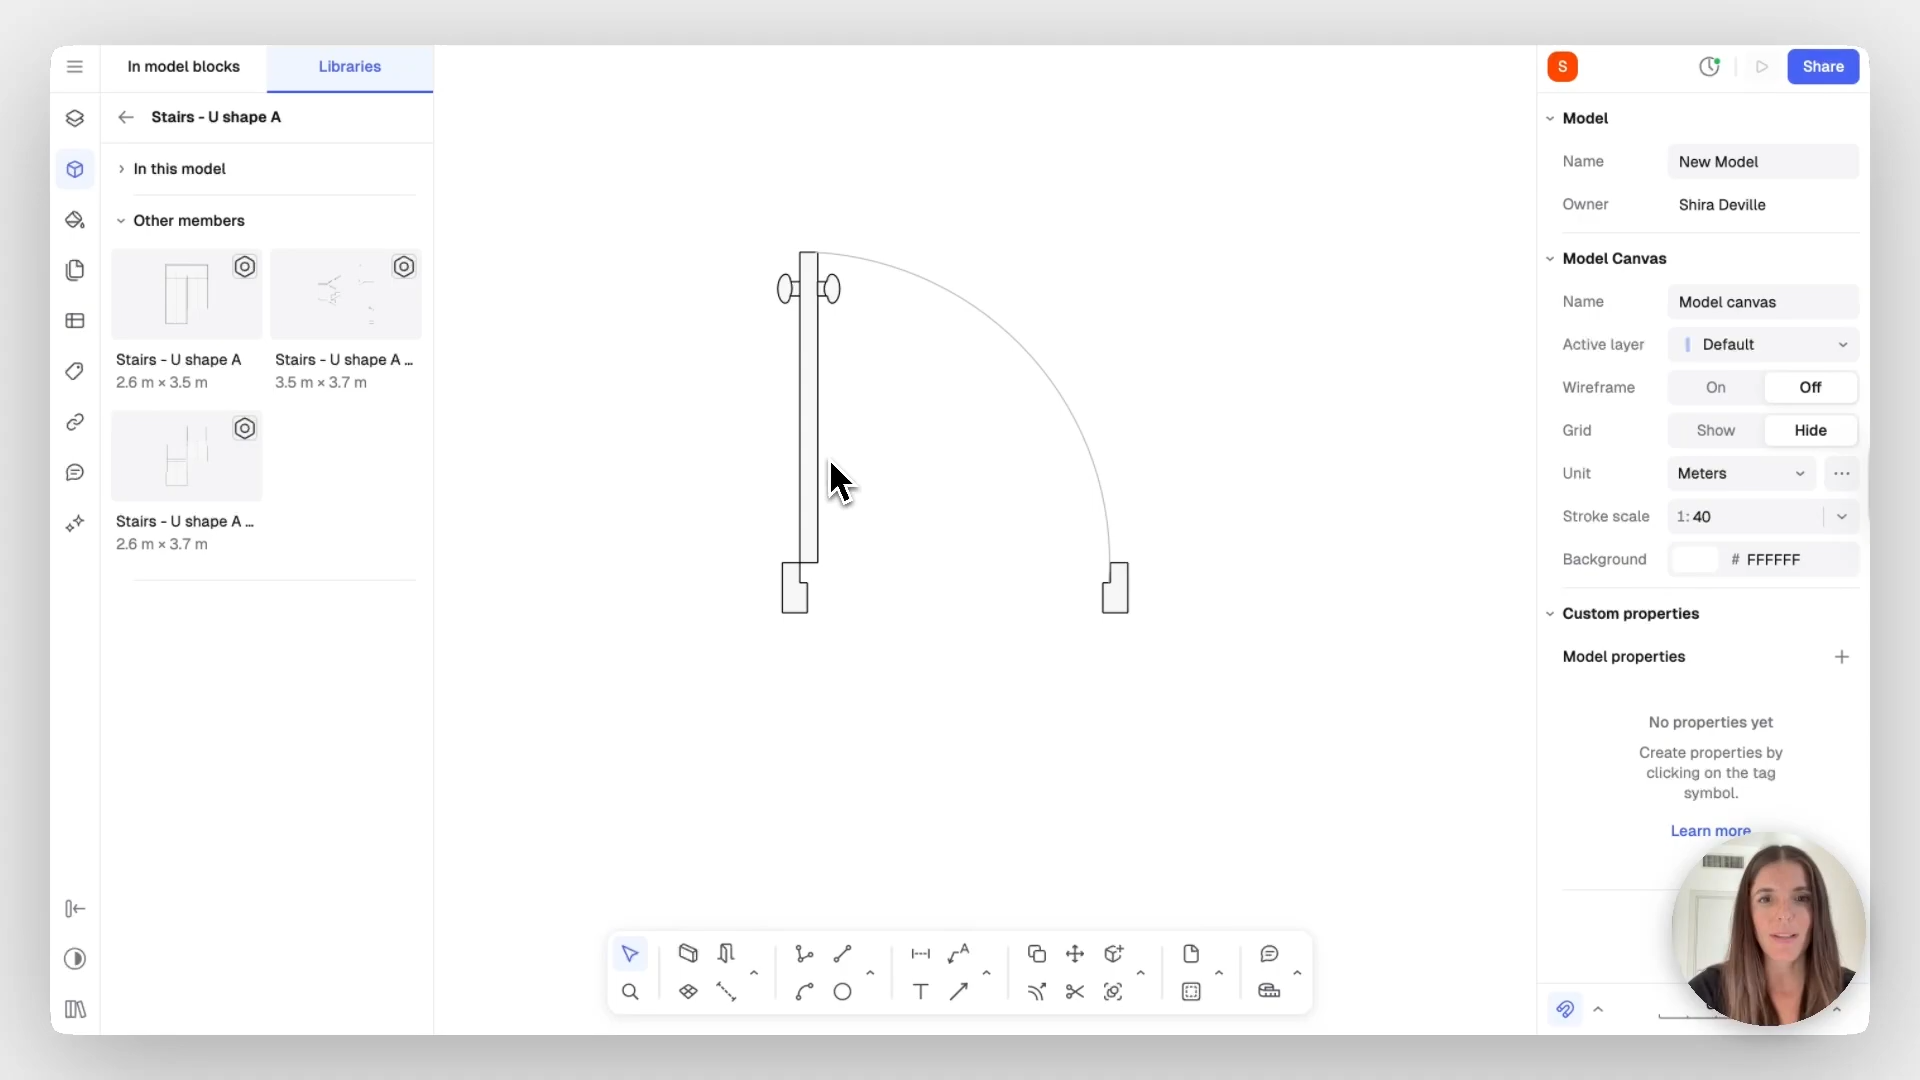 In model blocks
Libraries
S
Share
Stairs - U shape A
In this model
Other members
Stairs - U shape A
2.6 m × 3.5 m
Stairs - U shape A ...
3.5 m × 3.7 m
Stairs - U shape A ...
2.6 m × 3.7 m
Model
Name
New Model
Owner
Shira Deville
Model Canvas
Name
Model canvas
Active layer
Default
Wireframe
On
Off
Grid
Show
Hide
Unit
Meters
Stroke scale
1: 40
Background
# FFFFFF
Custom properties
Model properties
No properties yet
Create properties by
clicking on the tag
symbol.
Learn more